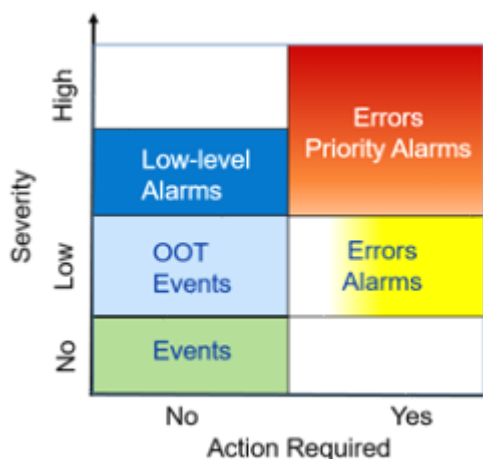 Severity
High
Low
No
Errors
Priority Alarms
Low-level
Alarms
OOT
Events
Errors
Alarms
Events
No
Yes
Action Required